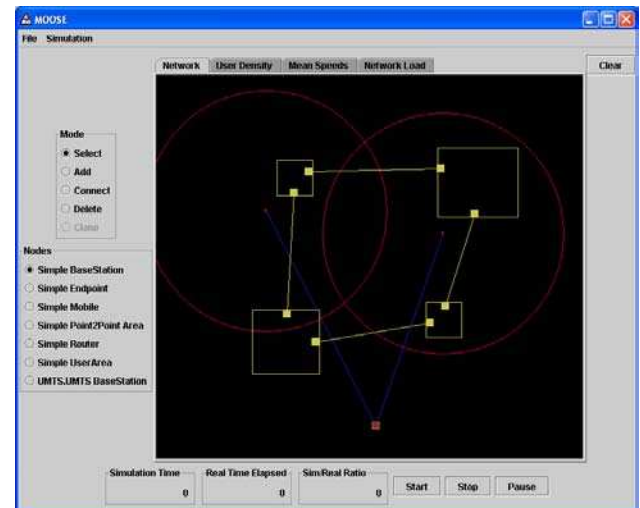 MOOSE
File Simulation
Network User Density Mean Speeds Network Load
Clear
Mode
Select
Add
Connect
Delete
Clone
Nodes
Simple BaseStation
Simple Endpoint
Simple Mobile
Simple Point2Point Area
Simple Router
Simple UserArea
UMTS.UMTS BaseStation
Simulation Time Real Time Elapsed Sim/Real Ratio
0 0 0
Start Stop Pause